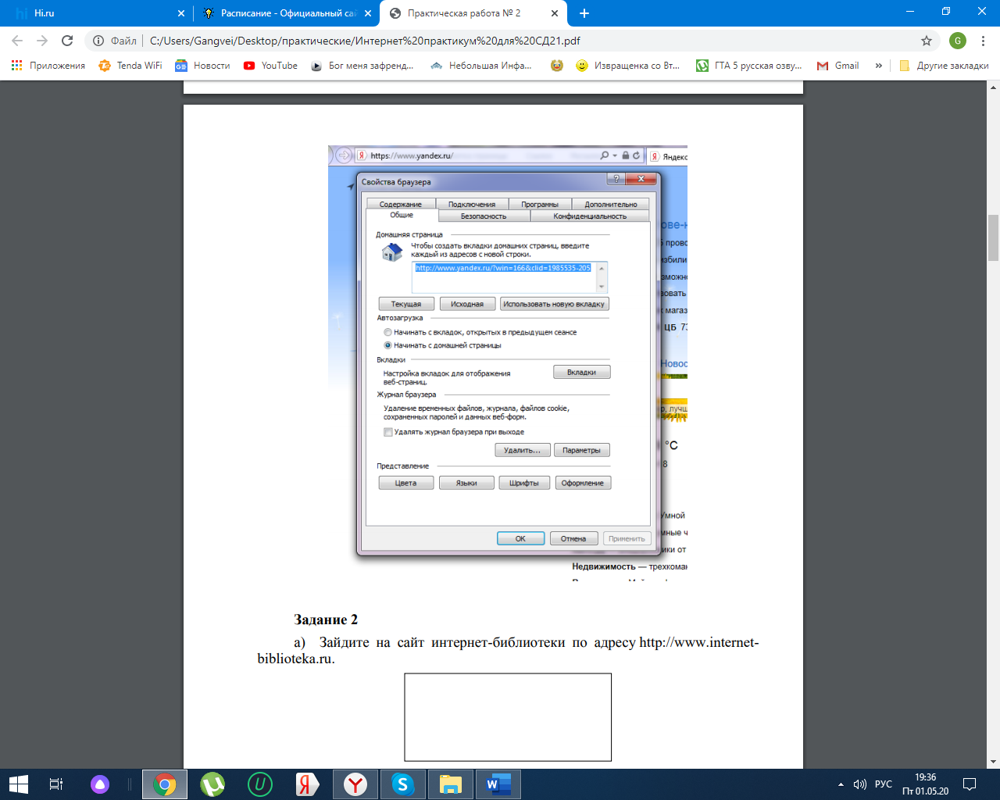 Hi.ru
Расписание - Официальный сай
Практическая работа № 2
Файл
C:/Users/Gangvei/Desktop/практические/Интернет%20практикум%20для%20СД21.pdf
G
Приложения
Tenda WiFi
Новости
YouTube
Бог меня зафренд...
Небольшая Инфа...
Извращенка со Вт...
ГТА 5 русская озву...
Gmail
»
Другие закладки
https://www.yandex.ru/
Яндекс
Свойства браузера
Содержание
Подключения
Программы
Дополнительно
Общие
Безопасность
Конфиденциальность
Домашняя страница
Чтобы создать вкладки домашних страниц, введите
каждый из адресов с новой строки.
http://www.yandex.ru/?win=166&clid=1985535-205
Текущая
Исходная
Использовать новую вкладку
Автозагрузка
Начинать с вкладок, открытых в предыдущем сеансе
Начинать с домашней страницы
Вкладки
Настройка вкладок для отображения
веб-страниц.
Вкладки
Журнал браузера
Удаление временных файлов, журнала, файлов cookie,
сохраненных паролей и данных веб-форм.
Удалять журнал браузера при выходе
Удалить...
Параметры
Представление
Цвета
Языки
Шрифты
Оформление
ОК
Отмена
Применить
ове-н
провс
збили
зможн
зовать
к магаз
ЦБ 73
Новос
р, лучш
°C
8
Умной
мные ч
ики от
Недвижимость — трехкоман
Задание 2
а) Зайдите на сайт интернет-библиотеки по адресу http://www.internet-
biblioteka.ru.
РУС
19:36
Пт 01.05.20